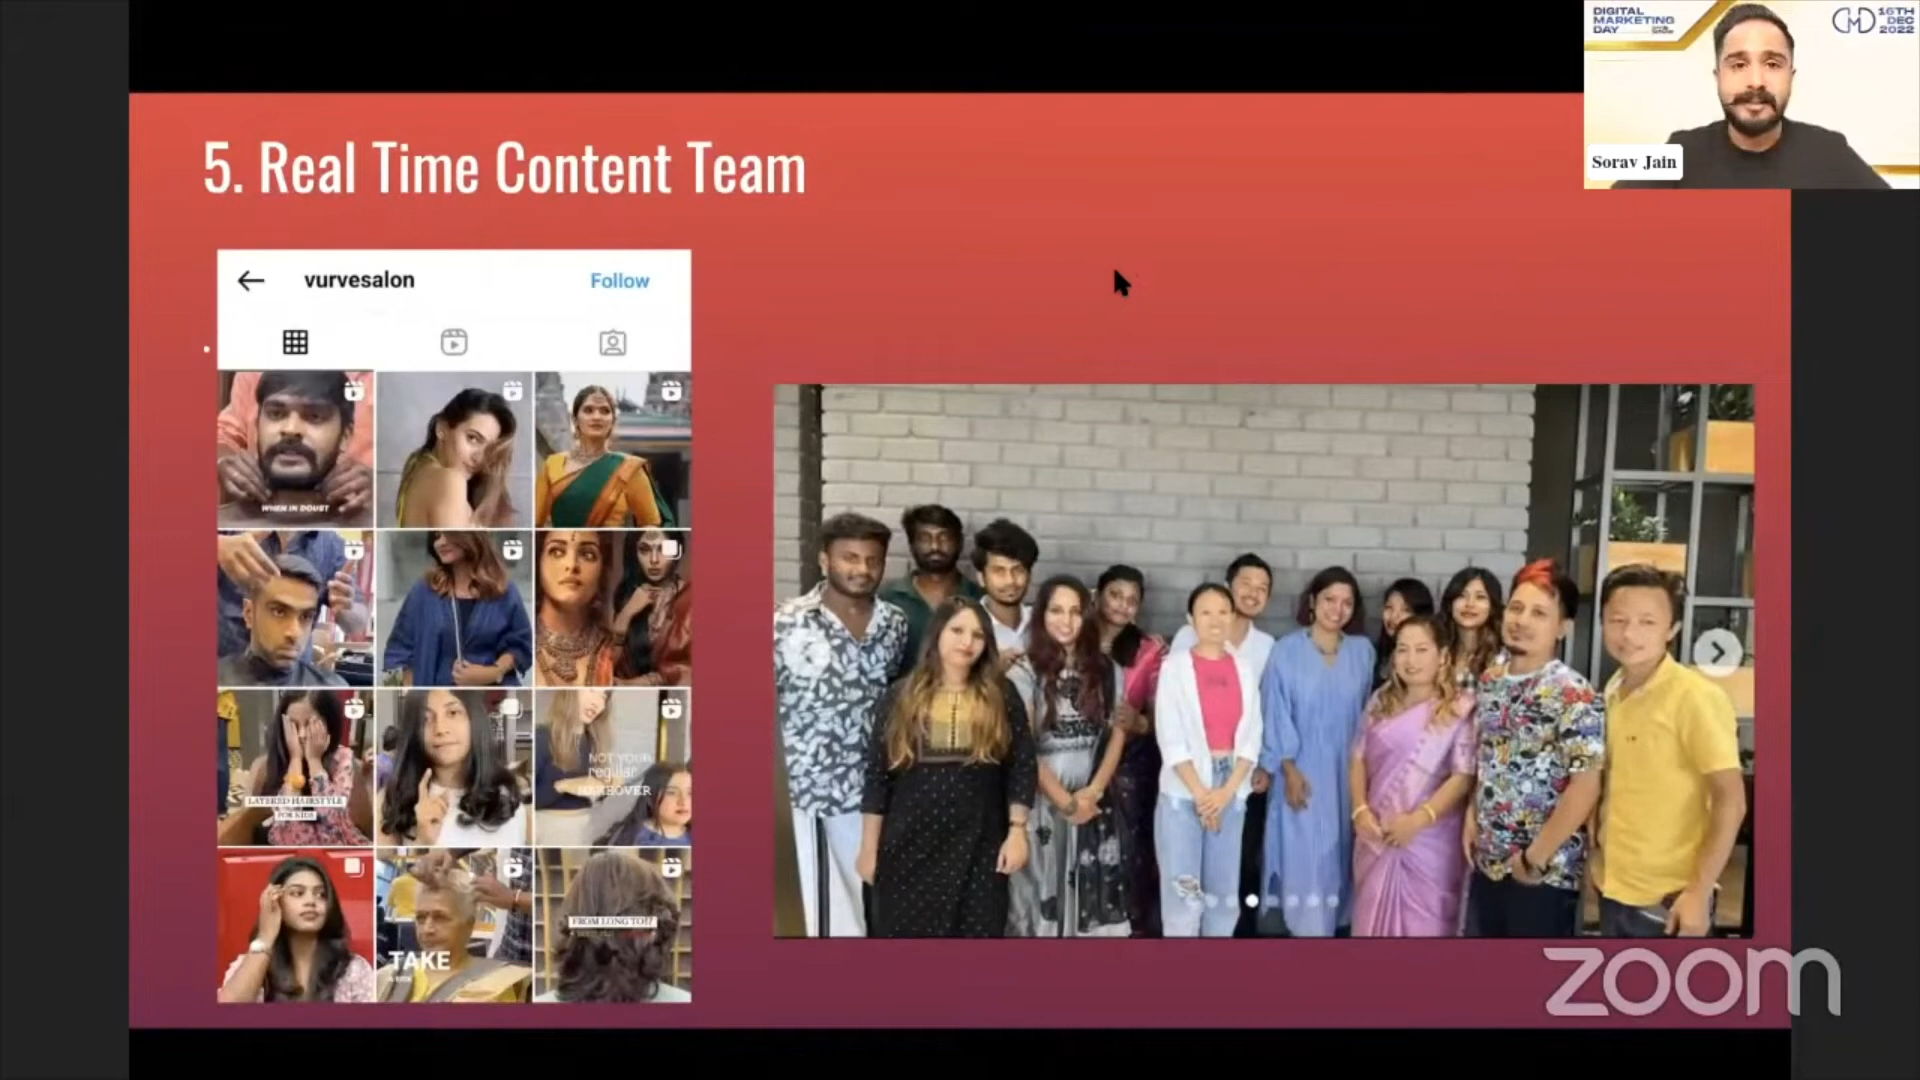 DIGITAL
MARKETING
DAY
16TH
DEC
2022
Sorav Jain
5. Real Time Content Team
vurvesalon
Follow
WHEN IN DOUBT
LAYERED HAIRSTYLE
FOR KIDS
NOT YOUR
regular
MAKEOVER
TAKE
FROM LONG TO!?
zoom